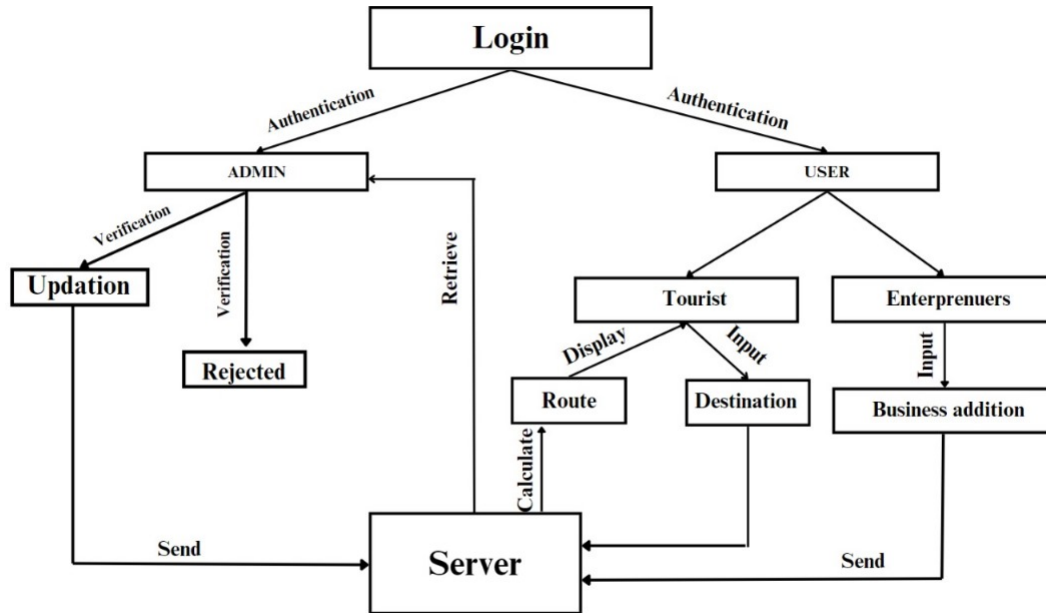 Login
Authentication
Authentication
ADMIN
USER
Verification
Verification
Retrieve
Updation
Tourist
Enterprenuers
Display
Input
Input
Rejected
Route
Destination
Business addition
Calculate
Send
Server
Send